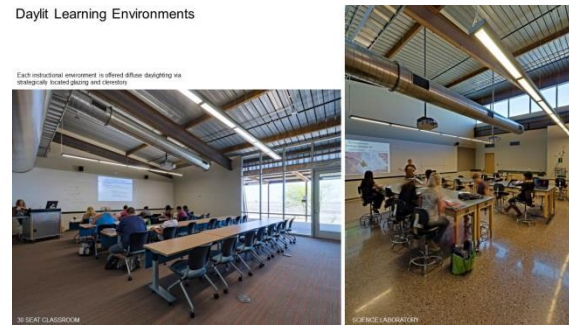 Daylit Learning Environments
Each instructional environment is offered diffuse daylighting via
strategically located glazing and clerestory.
30 SEAT CLASSROOM
SCIENCE LABORATORY